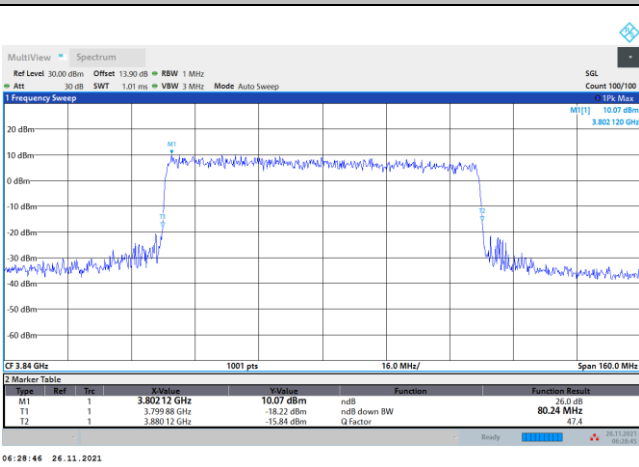 MultiView Spectrum
Ref Level 30.00 dBm Offset 13.90 dB RBW 1 MHz SGL
Att 30 dB SWT 1.01 ms VBW 3 MHz Mode Auto Sweep Count 100/100
1 Frequency Sweep 1Pk Max
M1[1] 10.07 dBm
3.802 120 GHz
20 dBm
M1
10 dBm
0 dBm
-10 dBm
T1 T2
-20 dBm
-30 dBm
-40 dBm
-50 dBm
-60 dBm
CF 3.84 GHz 1001 pts 16.0 MHz/ Span 160.0 MHz
2 Marker Table
Type Ref Trc X-Value Y-Value Function Function Result
M1 1 3.802 12 GHz 10.07 dBm ndB 26.0 dB
T1 1 3.799 88 GHz -18.22 dBm ndB down BW 80.24 MHz
T2 1 3.880 12 GHz -15.84 dBm Q Factor 47.4
Ready 26.11.2021
06:28:45
06:28:46 26.11.2021